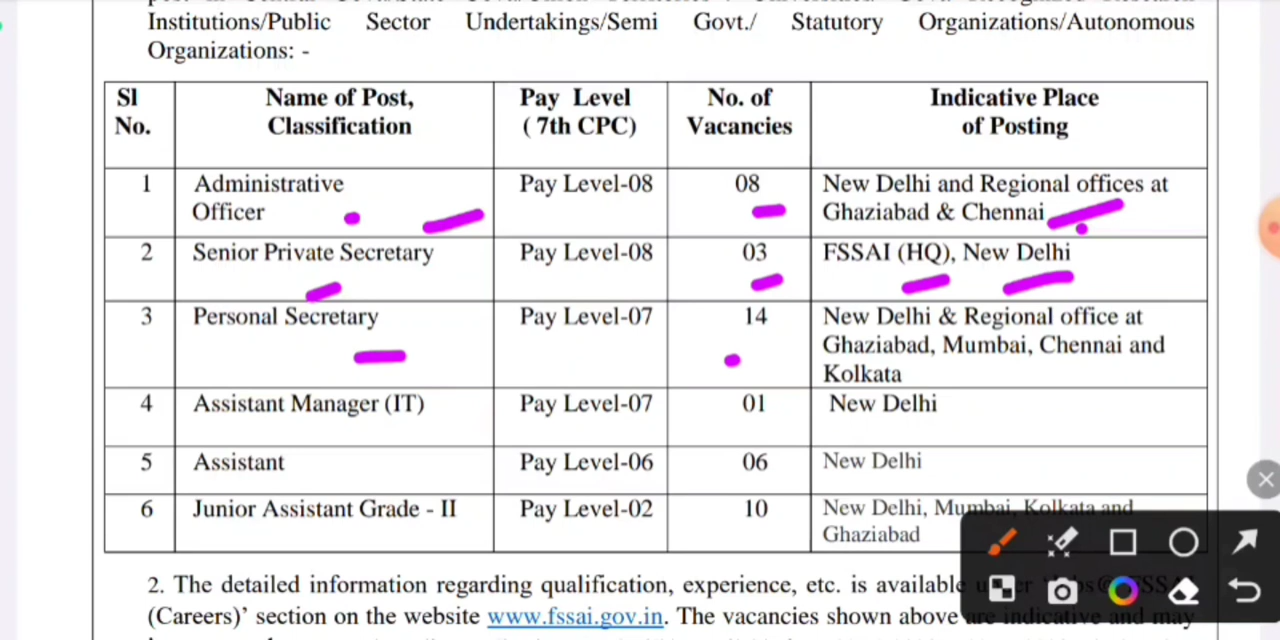 Institutions/Public Sector Undertakings/Semi Govt./ Statutory Organizations/Autonomous
Organizations: -
Sl No. Name of Post, Classification Pay Level ( 7th CPC) No. of Vacancies Indicative Place of Posting
1 Administrative Officer Pay Level-08 08 New Delhi and Regional offices at Ghaziabad & Chennai
2 Senior Private Secretary Pay Level-08 03 FSSAI (HQ), New Delhi
3 Personal Secretary Pay Level-07 14 New Delhi & Regional office at Ghaziabad, Mumbai, Chennai and Kolkata
4 Assistant Manager (IT) Pay Level-07 01 New Delhi
5 Assistant Pay Level-06 06 New Delhi
6 Junior Assistant Grade - II Pay Level-02 10 New Delhi, Mumbai, Kolkata and Ghaziabad
2. The detailed information regarding qualification, experience, etc. is available
(Careers)’ section on the website www.fssai.gov.in. The vacancies shown above are indicative and may